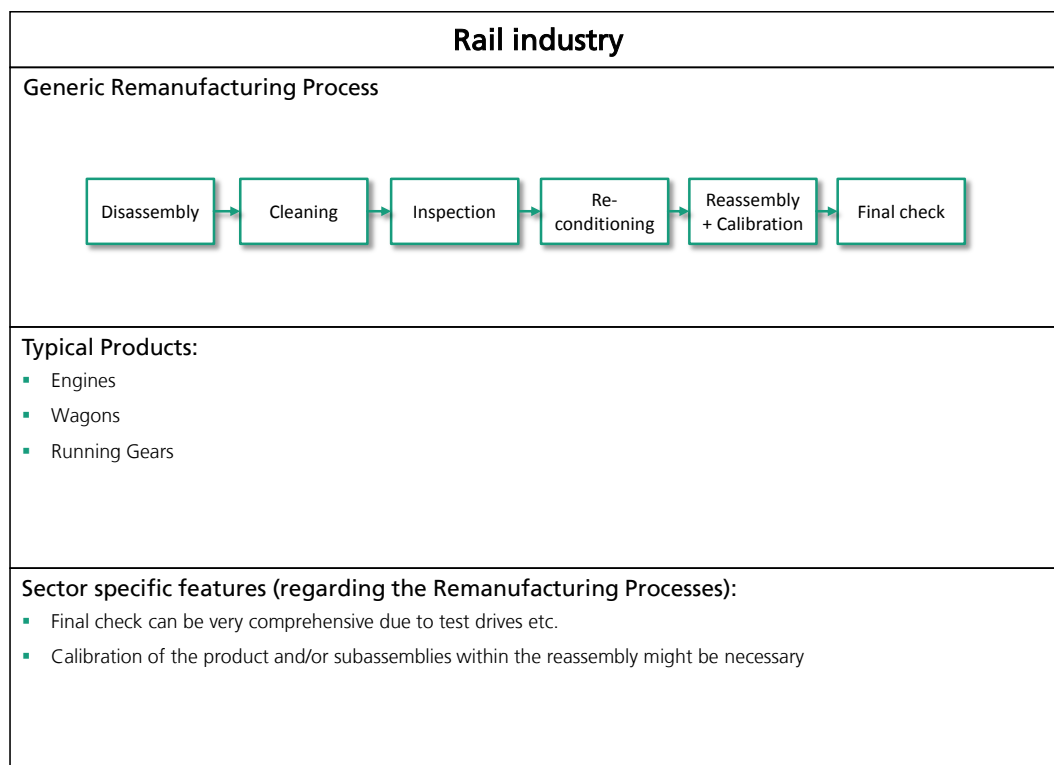 Rail industry
Generic Remanufacturing Process
Disassembly
Cleaning
Inspection
Re-
conditioning
Reassembly
+ Calibration
Final check
Typical Products:
Engines
Wagons
Running Gears
Sector specific features (regarding the Remanufacturing Processes):
Final check can be very comprehensive due to test drives etc.
Calibration of the product and/or subassemblies within the reassembly might be necessary